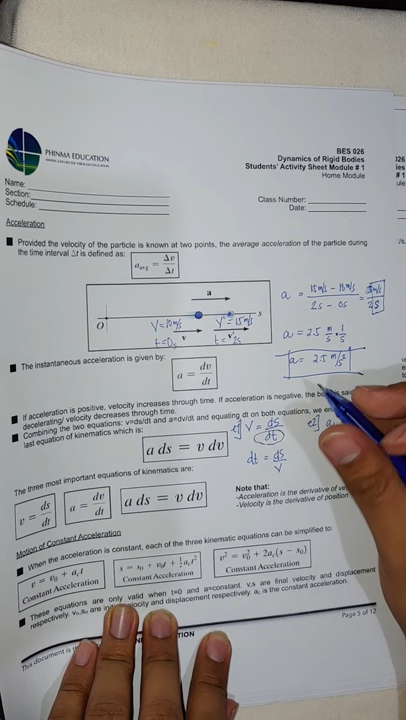 PHINMA EDUCATION
BES 026
Dynamics of Rigid Bodies
Students' Activity Sheet Module # 1
Home Module
Name:
Section:
Schedule:
Class Number:
Date:
Acceleration
Provided the velocity of the particle is known at two points, the average acceleration of the particle during
the time interval Δt is defined as:
a_avg = Δv/Δt
a
O
s
V=10m/s
V'=15m/s
t=0s v
t=2s v'
a = 15m/s - 10m/s / 2s - 0s = 5m/s / 2s
a = 2.5 m/s · 1/s
a = 2.5 m/s²
The instantaneous acceleration is given by:
a = dv/dt
If acceleration is positive, velocity increases through time. If acceleration is negative, the
decelerating/ velocity decreases through time.
Combining the two equations: v=ds/dt and a=dv/dt and equating dt on both equations, we
last equation of kinematics which is:
a ds = v dv
V = ds/dt
dt = ds/V
The three most important equations of kinematics are:
v = ds/dt
a = dv/dt
a ds = v dv
Note that:
-Acceleration is the derivative of
-Velocity is the derivative of position
Motion of Constant Acceleration
When the acceleration is constant, each of the three kinematic equations can be simplified to:
v = v₀ + a_c t
Constant Acceleration
s = s₀ + v₀t + ½a_c t²
Constant Acceleration
v² = v₀² + 2a_c(s − s₀)
Constant Acceleration
These equations are only valid when t=0 and a=constant. v,s are final velocity and displacement
respectively. v₀,s₀ are velocity and displacement respectively. a_c is the constant acceleration.
This document is
Page 5 of 12